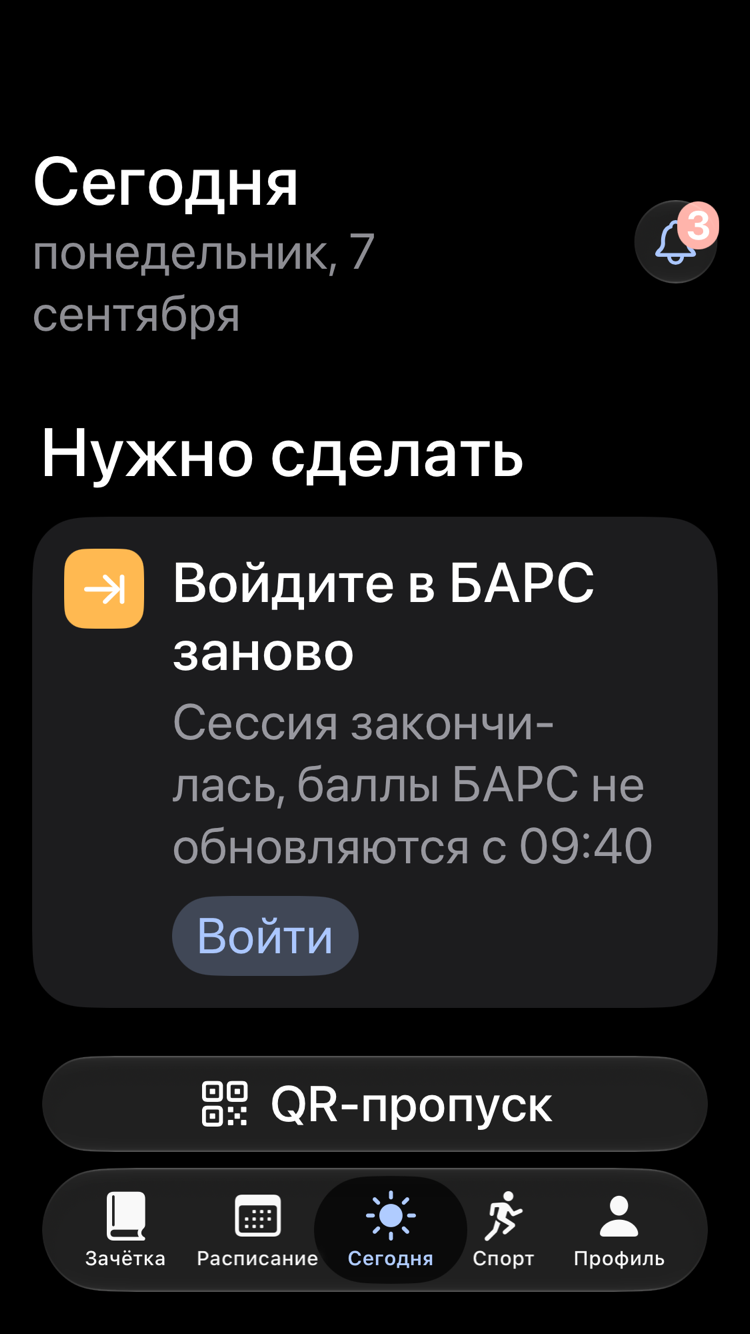 Сегодня
понедельник, 7
сентября
3
Нужно сделать
Войдите в БАРС
заново
Сессия закончи-
лась, баллы БАРС не
обновляются с 09:40
Войти
QR-пропуск
Зачётка
Расписание
Сегодня
Спорт
Профиль